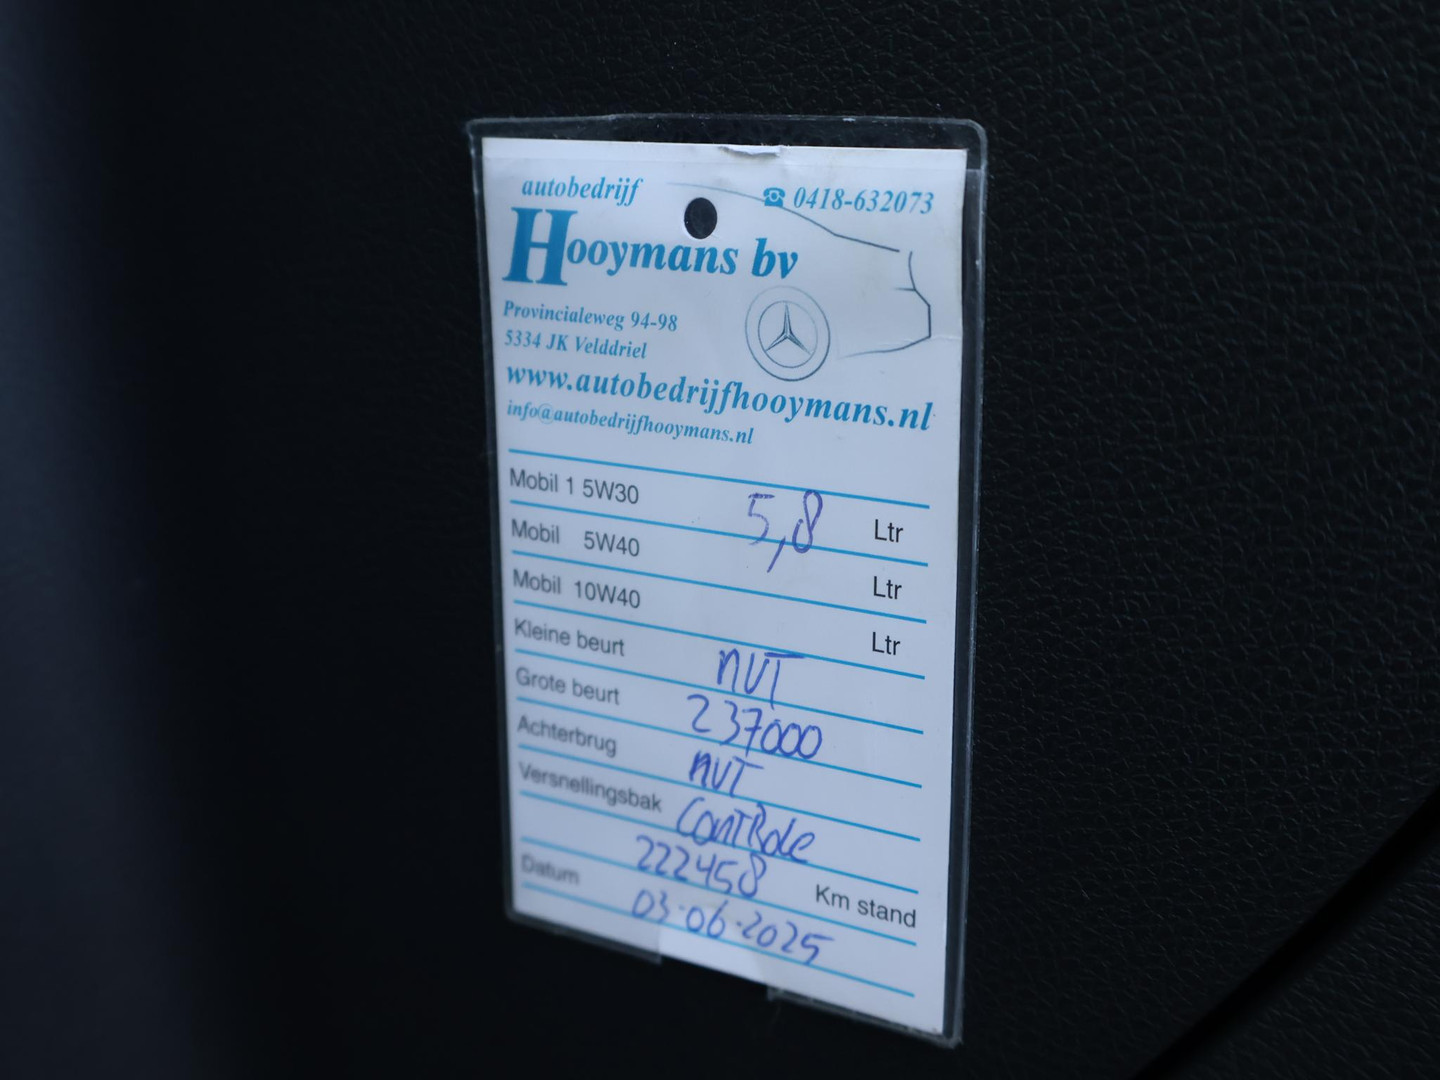 autobedrijf
☎ 0418-632073
Hooymans bv
Provincialeweg 94-98
5334 JK Velddriel
www.autobedrijfhooymans.nl
info@autobedrijfhooymans.nl
Mobil 1 5W30 5,8 Ltr
Mobil 5W40 Ltr
Mobil 10W40 Ltr
Kleine beurt NVT
Grote beurt 237000
Achterbrug NVT
Versnellingsbak Controle
222458 Km stand
Datum 03-06-2025